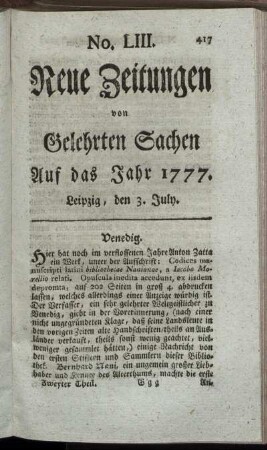 No. LIII. 417
Neue Zeitungen
von
Gelehrten Sachen
Auf das Jahr 1777.
Leipzig, den 3. July.
Venedig.
Hier hat noch im verflossenen Jahre Anton Zatta
ein Werk, unter der Aufschrift: Codices ma-
nuscripti latini bibliothecae Nanianae, a Iacobo Mo-
rellio relati. Opuscula inedita accedunt, ex iisdem
depromta, auf 200 Seiten in groß 4. abdrucken
lassen, welches allerdings einer Anzeige würdig ist.
Der Verfasser, ein sehr gelehrter Weltgeistlicher zu
Venedig, giebt in der Vorerinnerung, (nach einer
nicht ungegründeten Klage, daß seine Landsleute in
den vorigen Zeiten alte Handschriften theils an Aus-
länder verkauft, theils sonst wenig geachtet, viel-
weniger gesammlet hätten,) einige Nachricht von
den ersten Stiftern und Sammlern dieser Biblio-
thek. Bernhard Nani, ein ungemein großer Lieb-
haber und Kenner des Alterthums, machte die erste
Zweyter Theil. G g g An-